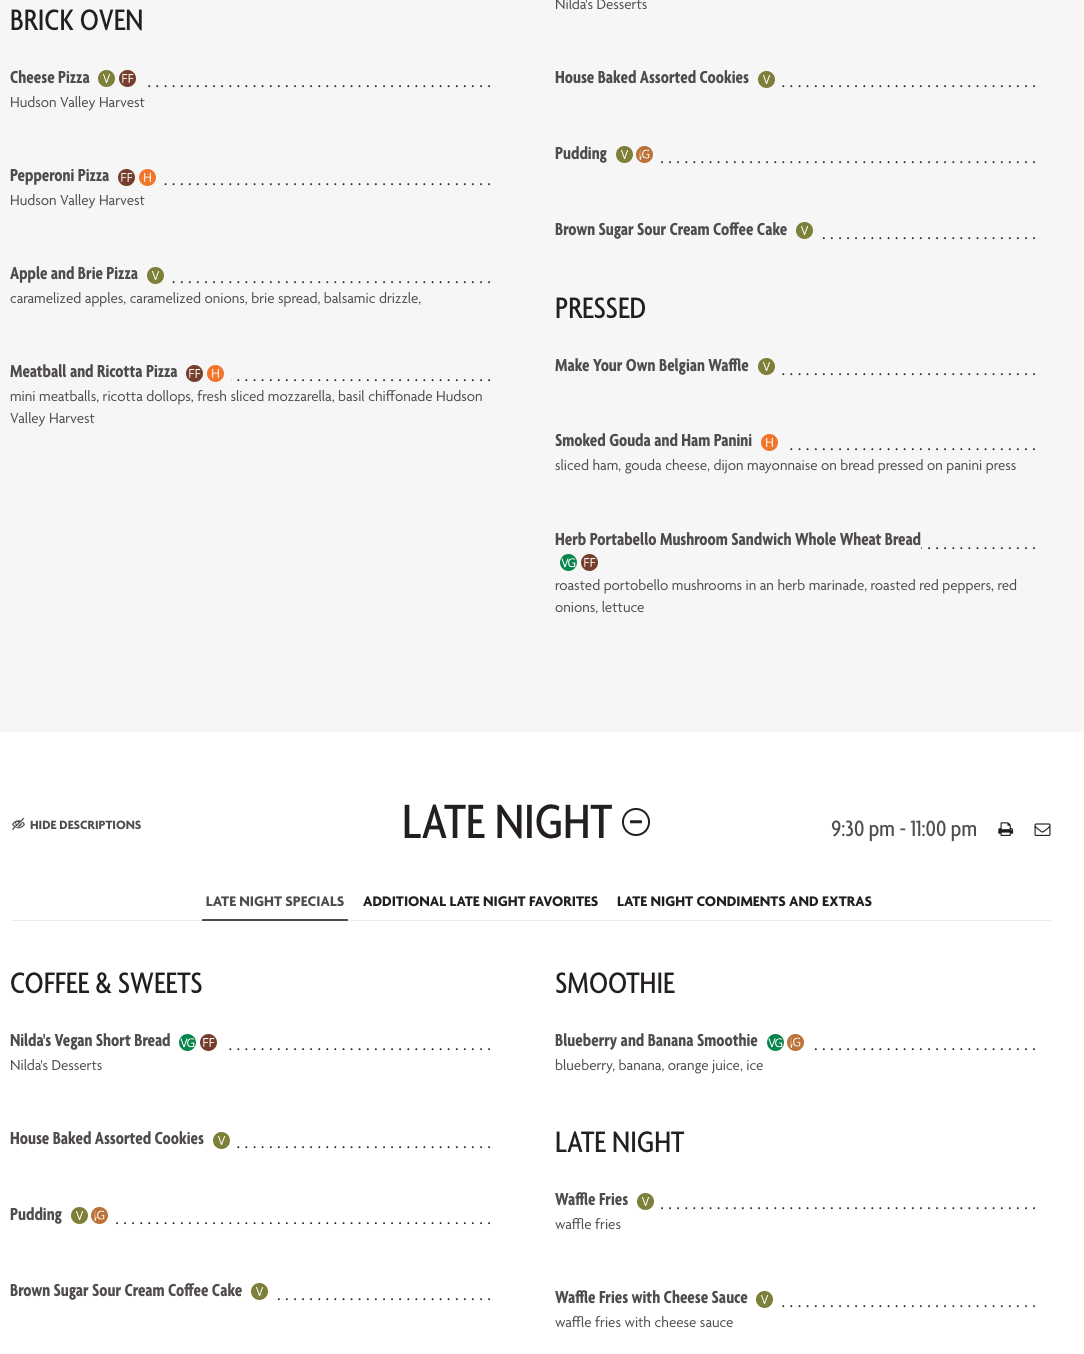 BRICK OVEN
Cheese Pizza V FF
Hudson Valley Harvest
Pepperoni Pizza FF H
Hudson Valley Harvest
Apple and Brie Pizza V
caramelized apples, caramelized onions, brie spread, balsamic drizzle,
Meatball and Ricotta Pizza FF H
mini meatballs, ricotta dollops, fresh sliced mozzarella, basil chiffonade Hudson
Valley Harvest
Nilda's Desserts
House Baked Assorted Cookies V
Pudding V G
Brown Sugar Sour Cream Coffee Cake V
PRESSED
Make Your Own Belgian Waffle V
Smoked Gouda and Ham Panini H
sliced ham, gouda cheese, dijon mayonnaise on bread pressed on panini press
Herb Portabello Mushroom Sandwich Whole Wheat Bread
VG FF
roasted portobello mushrooms in an herb marinade, roasted red peppers, red
onions, lettuce
HIDE DESCRIPTIONS
LATE NIGHT
9:30 pm - 11:00 pm
LATE NIGHT SPECIALS ADDITIONAL LATE NIGHT FAVORITES LATE NIGHT CONDIMENTS AND EXTRAS
COFFEE & SWEETS
Nilda's Vegan Short Bread VG FF
Nilda's Desserts
House Baked Assorted Cookies V
Pudding V G
Brown Sugar Sour Cream Coffee Cake V
SMOOTHIE
Blueberry and Banana Smoothie VG G
blueberry, banana, orange juice, ice
LATE NIGHT
Waffle Fries V
waffle fries
Waffle Fries with Cheese Sauce V
waffle fries with cheese sauce